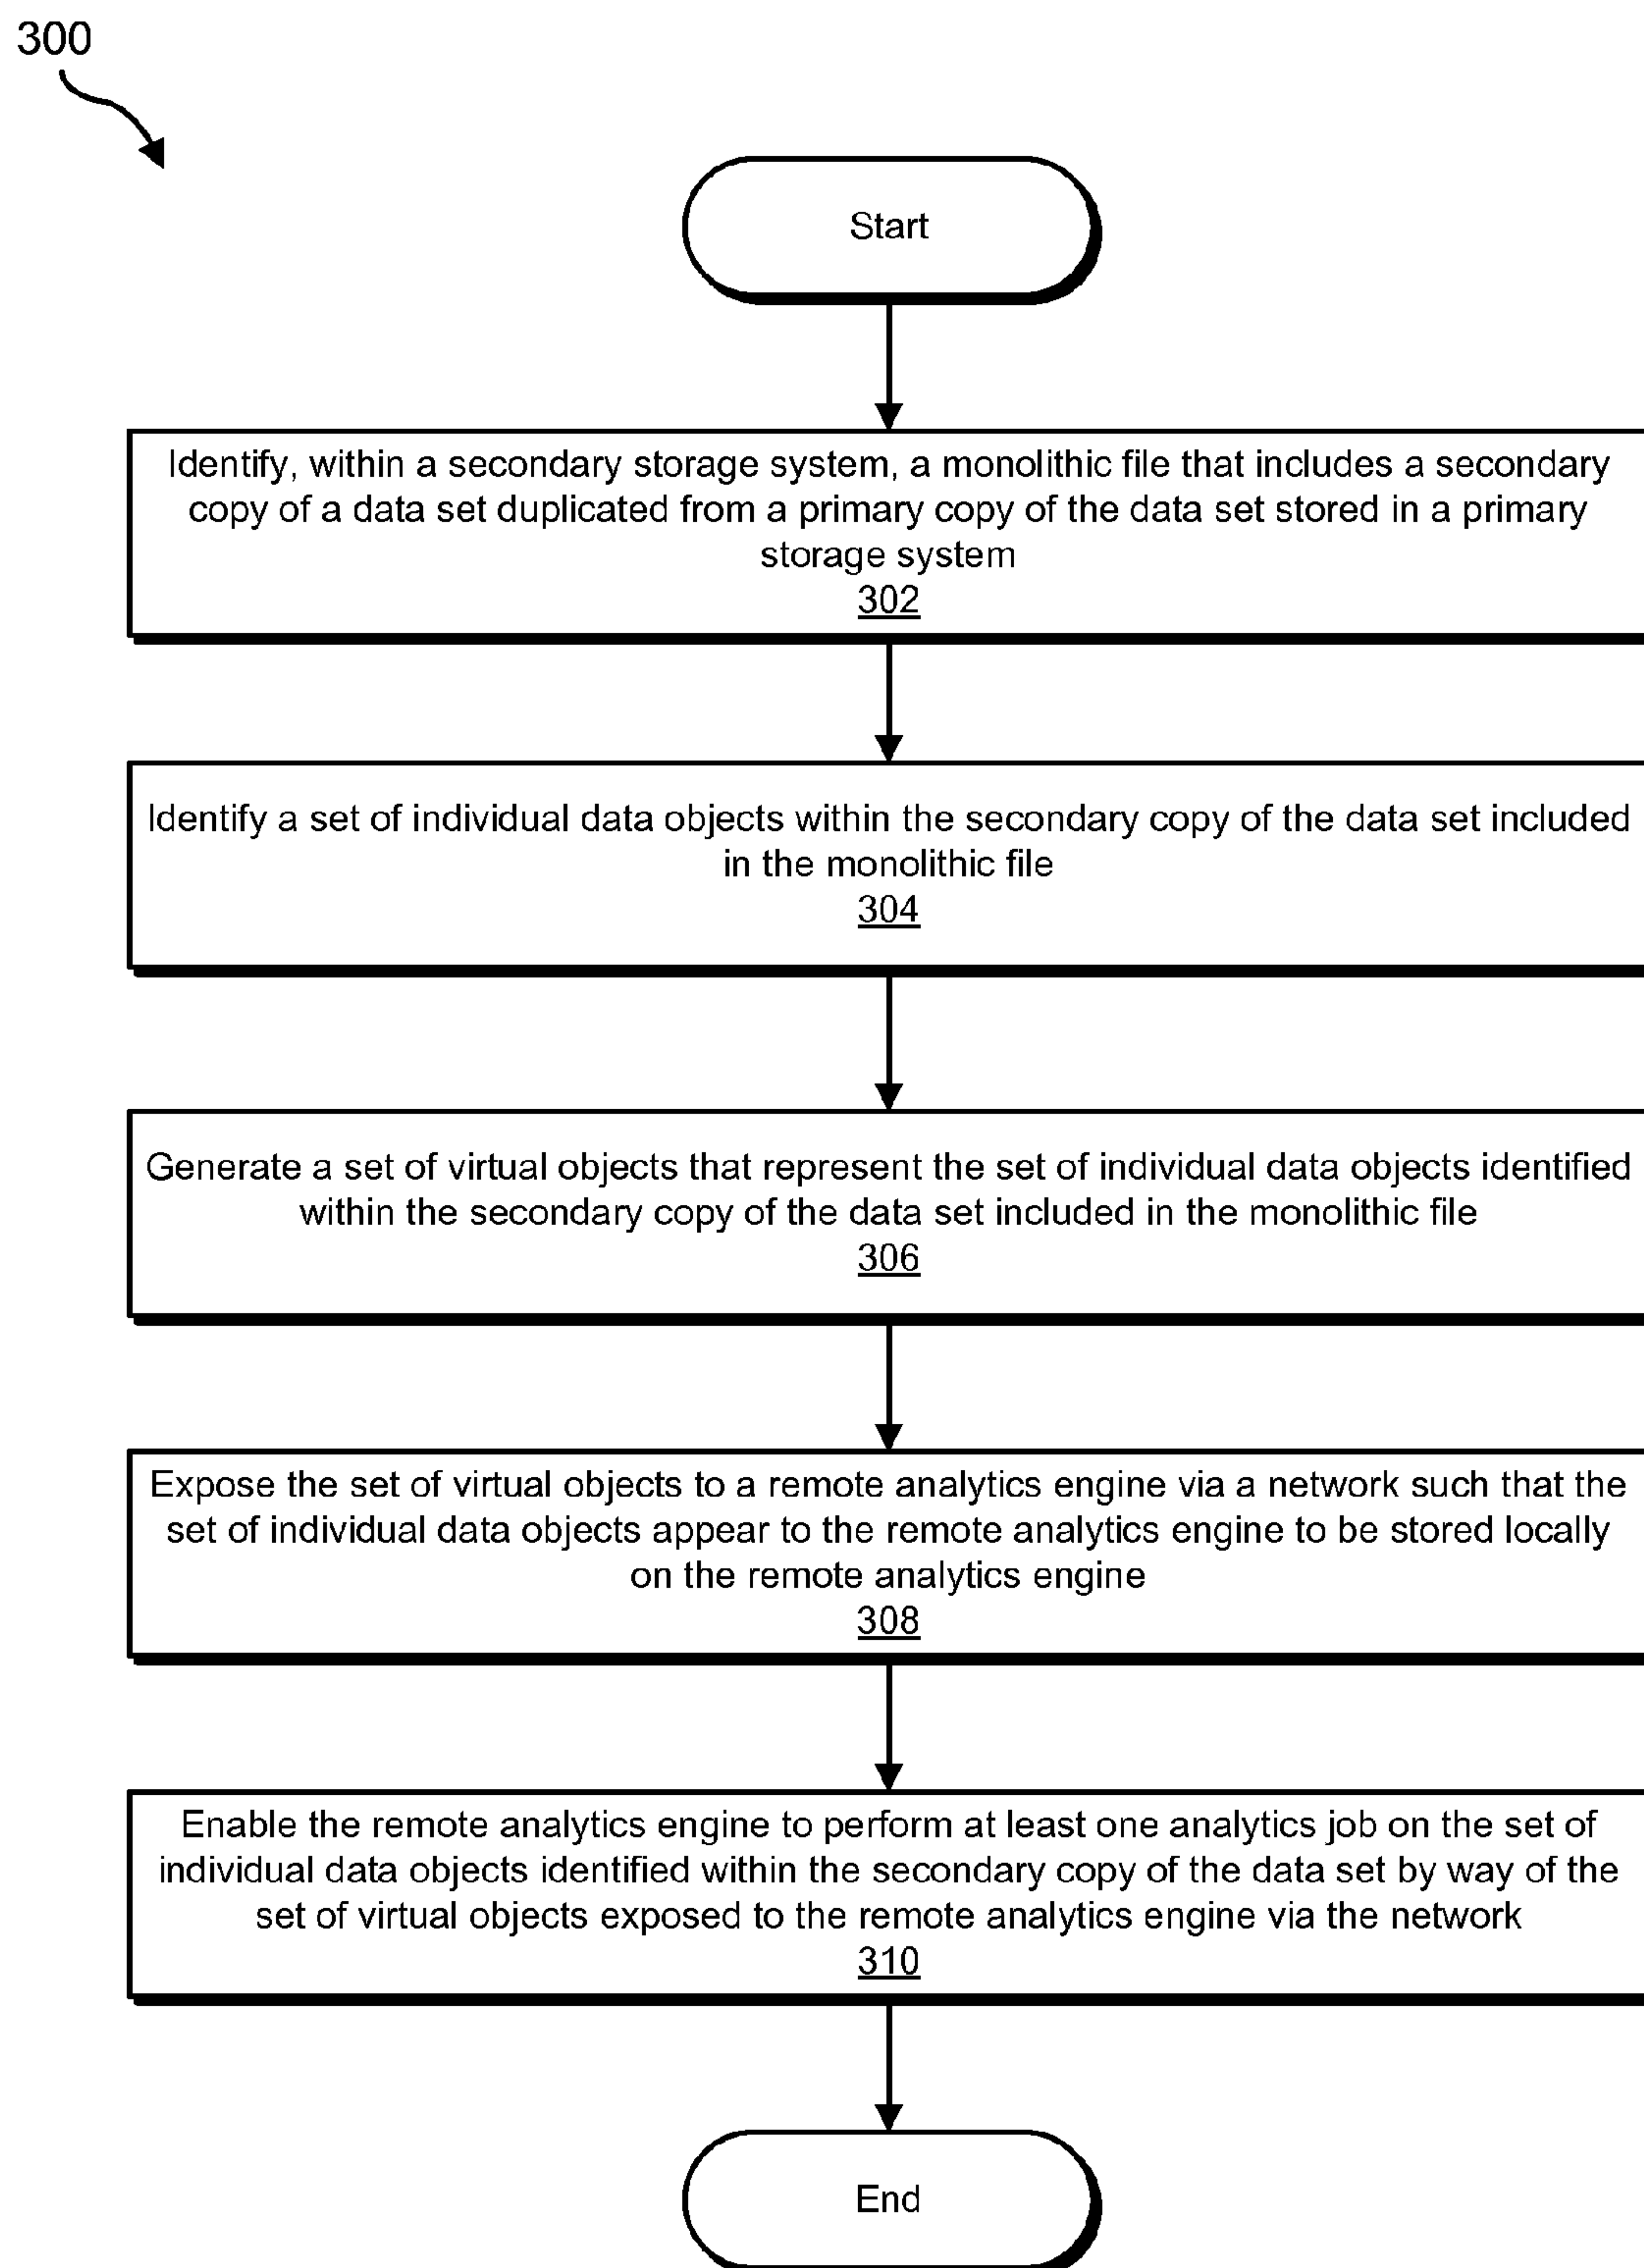 300
Start
Identify, within a secondary storage system, a monolithic file that includes a secondary
copy of a data set duplicated from a primary copy of the data set stored in a primary
storage system
302
Identify a set of individual data objects within the secondary copy of the data set included
in the monolithic file
304
Generate a set of virtual objects that represent the set of individual data objects identified
within the secondary copy of the data set included in the monolithic file
306
Expose the set of virtual objects to a remote analytics engine via a network such that the
set of individual data objects appear to the remote analytics engine to be stored locally
on the remote analytics engine
308
Enable the remote analytics engine to perform at least one analytics job on the set of
individual data objects identified within the secondary copy of the data set by way of the
set of virtual objects exposed to the remote analytics engine via the network
310
End